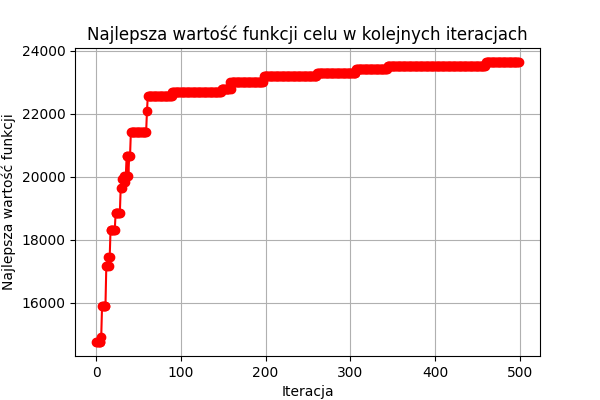 Najlepsza wartość funkcji celu w kolejnych iteracjach
Najlepsza wartość funkcji
24000
22000
20000
18000
16000
0 100 200 300 400 500
Iteracja